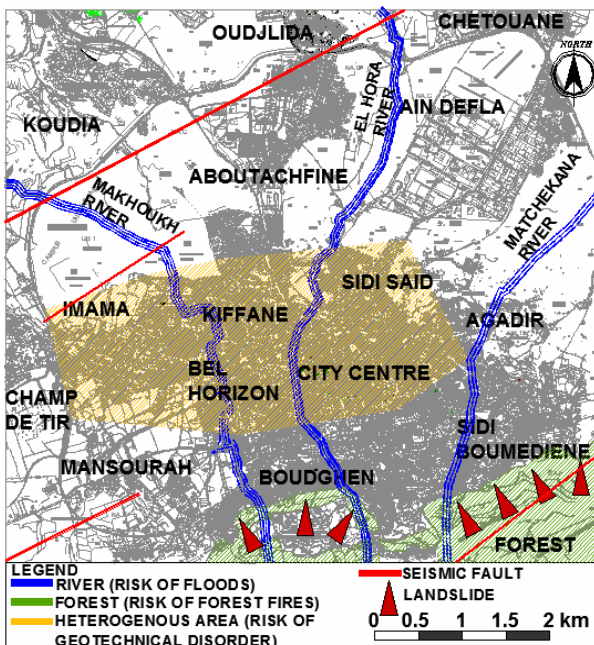 CHETOUANE
OUDJLIDA
NORTH
KOUDIA
EL HORA
RIVER
AIN DEFLA
ABOUTACHFINE
MAKHOUKH
RIVER
MATCHEKANA
RIVER
SIDI SAID
IMAMA
KIFFANE
AGADIR
BEL
HORIZON
CITY CENTRE
CHAMP
DE TIR
SIDI
BOUMEDIENE
MANSOURAH
BOUDGHEN
FOREST
LEGEND
RIVER (RISK OF FLOODS)
FOREST (RISK OF FOREST FIRES)
HETEROGENOUS AREA (RISK OF
GEOTECHNICAL DISORDER)
SEISMIC FAULT
LANDSLIDE
0 0.5 1 1.5 2 km